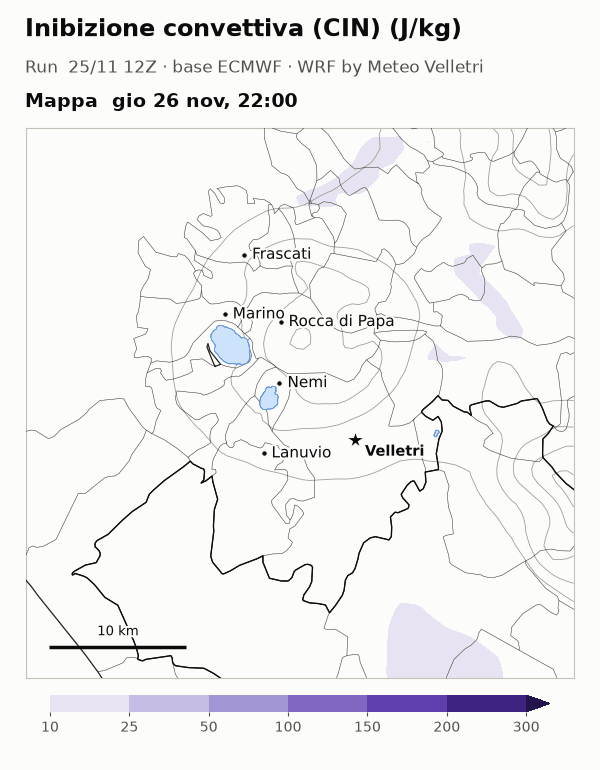 Inibizione convettiva (CIN) (J/kg)
Run  25/11 12Z · base ECMWF · WRF by Meteo Velletri
Mappa  gio 26 nov, 22:00
Frascati
Marino
Rocca di Papa
Nemi
Velletri
Lanuvio
10 km
10 25 50 100 150 200 300